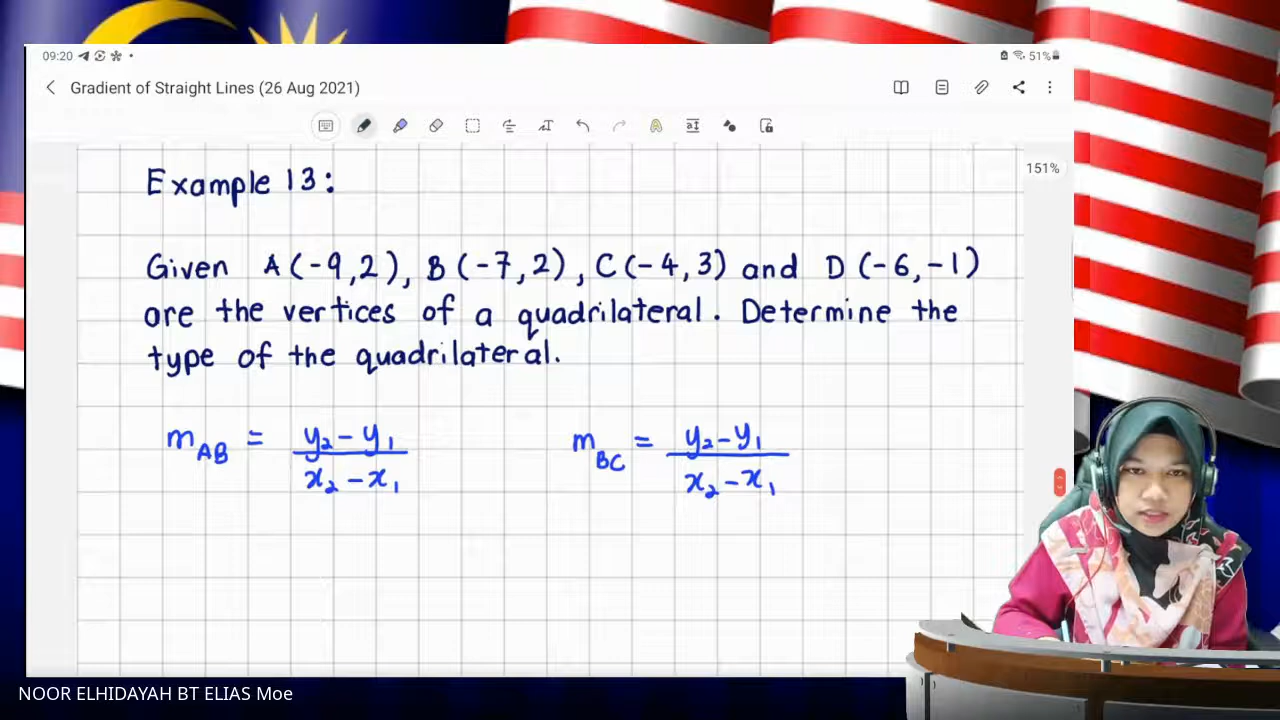 09:20
51%
Gradient of Straight Lines (26 Aug 2021)
151%
Example 13:
Given A(-9,2), B(-7,2), C(-4,3) and D(-6,-1)
are the vertices of a quadrilateral. Determine the
type of the quadrilateral.
m_AB = (y₂ - y₁)/(x₂ - x₁)
m_BC = (y₂ - y₁)/(x₂ - x₁)
NOOR ELHIDAYAH BT ELIAS Moe